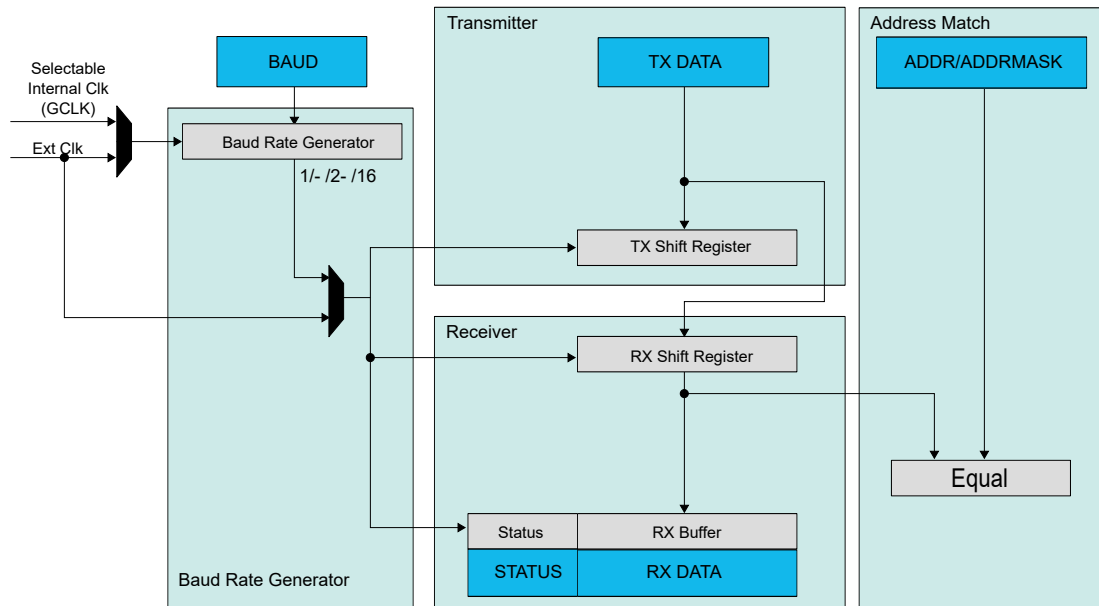 Transmitter
Address Match
BAUD
TX DATA
ADDR/ADDRMASK
Selectable
Internal Clk
(GCLK)
Ext Clk
Baud Rate Generator
1/- /2- /16
TX Shift Register
Receiver
RX Shift Register
Equal
Status
RX Buffer
STATUS
RX DATA
Baud Rate Generator